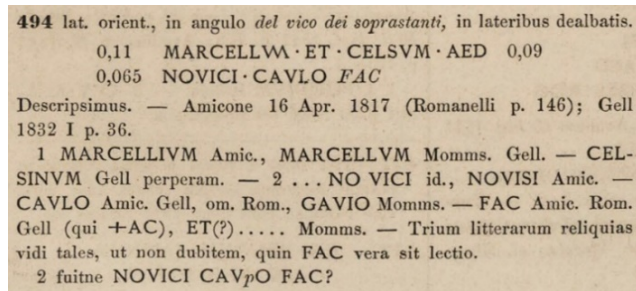 494 lat. orient., in angulo del vico dei soprastanti, in lateribus dealbatis.
0,11 MARCELLVM · ET · CELSVM · AED 0,09
0,065 NOVICI · CAVLO FAC
Descripsimus. — Amicone 16 Apr. 1817 (Romanelli p. 146); Gell
1832 I p. 36.
1 MARCELLIVM Amic., MARCELLVM Momms. Gell. — CEL-
SINVM Gell perperam. — 2 ... NO VICI id., NOVISI Amic. —
CAVLO Amic. Gell, om. Rom., GAVIO Momms. — FAC Amic. Rom.
Gell (qui +AC), ET(?)..... Momms. — Trium litterarum reliquias
vidi tales, ut non dubitem, quin FAC vera sit lectio.
2 fuitne NOVICI CAVpO FAC?